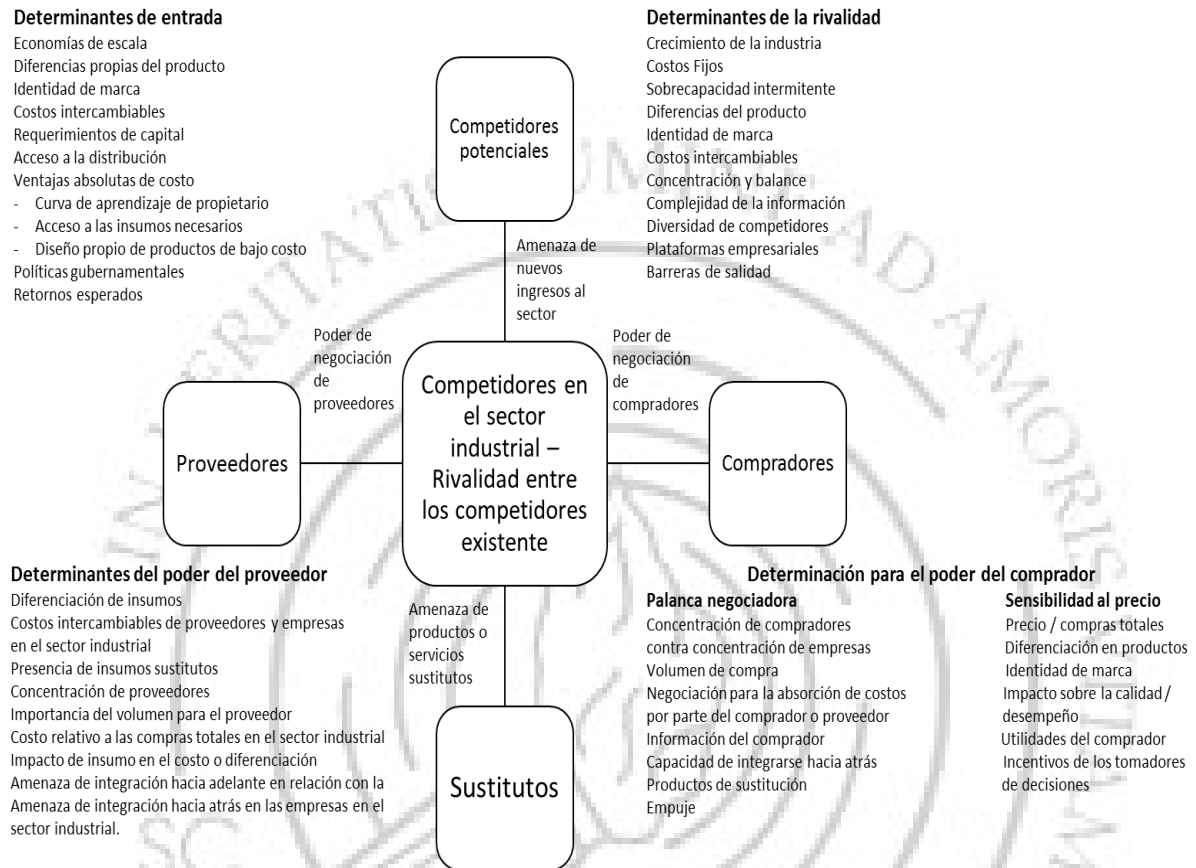 Determinantes de entrada
Economías de escala
Diferencias propias del producto
Identidad de marca
Costos intercambiables
Requerimientos de capital
Acceso a la distribución
Ventajas absolutas de costo
- Curva de aprendizaje de propietario
- Acceso a las insumos necesarios
- Diseño propio de productos de bajo costo
Políticas gubernamentales
Retornos esperados
Competidores
potenciales
Determinantes de la rivalidad
Crecimiento de la industria
Costos Fijos
Sobrecapacidad intermitente
Diferencias del producto
Identidad de marca
Costos intercambiables
Concentración y balance
Complejidad de la información
Diversidad de competidores
Plataformas empresariales
Barreras de salidad
Amenaza de
nuevos
ingresos al
sector
Poder de
negociación
de
proveedores
Poder de
negociación
de
compradores
Proveedores
Competidores en
el sector
industrial –
Rivalidad entre
los competidores
existente
Compradores
Determinantes del poder del proveedor
Diferenciación de insumos
Costos intercambiables de proveedores y empresas
en el sector industrial
Presencia de insumos sustitutos
Concentración de proveedores
Importancia del volumen para el proveedor
Costo relativo a las compras totales en el sector industrial
Impacto de insumo en el costo o diferenciación
Amenaza de integración hacia adelante en relación con la
Amenaza de integración hacia atrás en las empresas en el
sector industrial.
Amenaza de
productos o
servicios
sustitutos
Sustitutos
Determinación para el poder del comprador
Palanca negociadora
Concentración de compradores
contra concentración de empresas
Volumen de compra
Negociación para la absorción de costos
por parte del comprador o proveedor
Información del comprador
Capacidad de integrarse hacia atrás
Productos de sustitución
Empuje
Sensibilidad al precio
Precio / compras totales
Diferenciación en productos
Identidad de marca
Impacto sobre la calidad /
desempeño
Utilidades del comprador
Incentivos de los tomadores
de decisiones